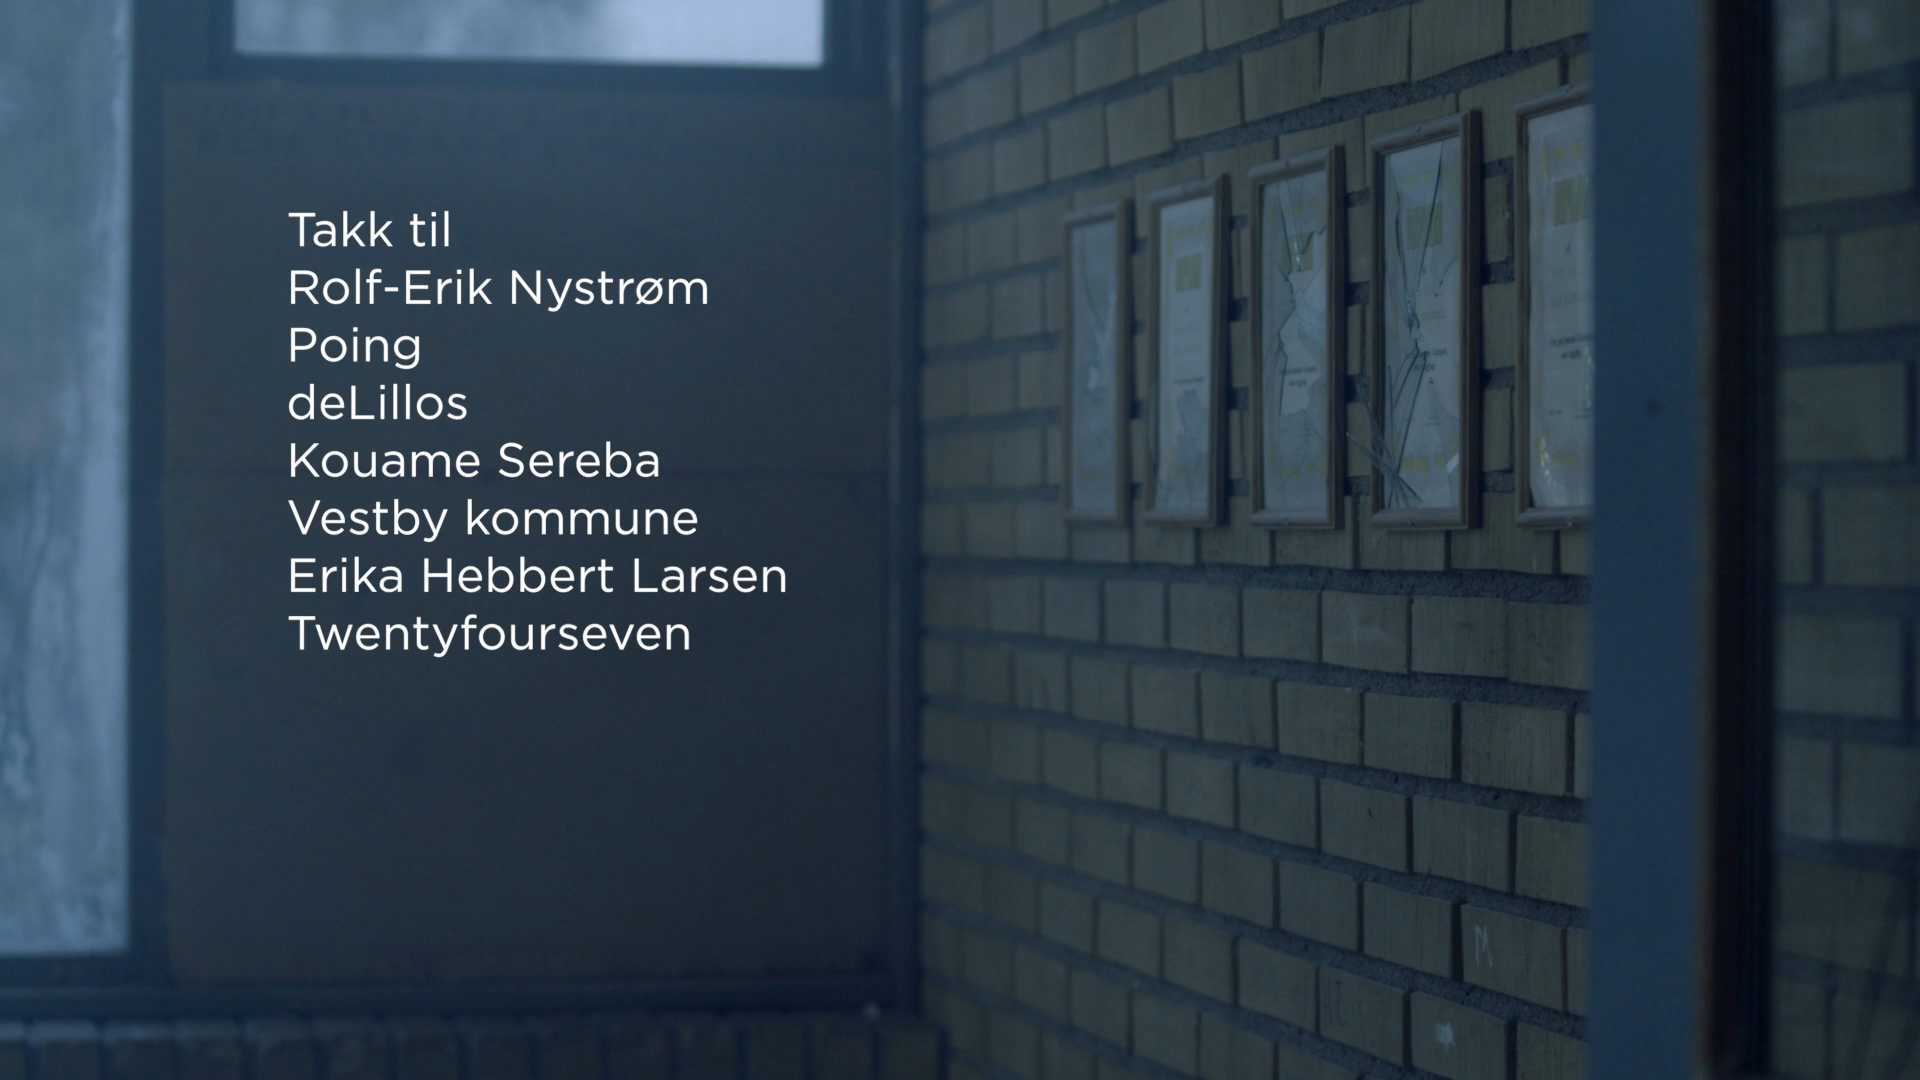 Takk til
Rolf-Erik Nystrøm
Poing
deLillos
Kouame Sereba
Vestby kommune
Erika Hebbert Larsen
Twentyfourseven